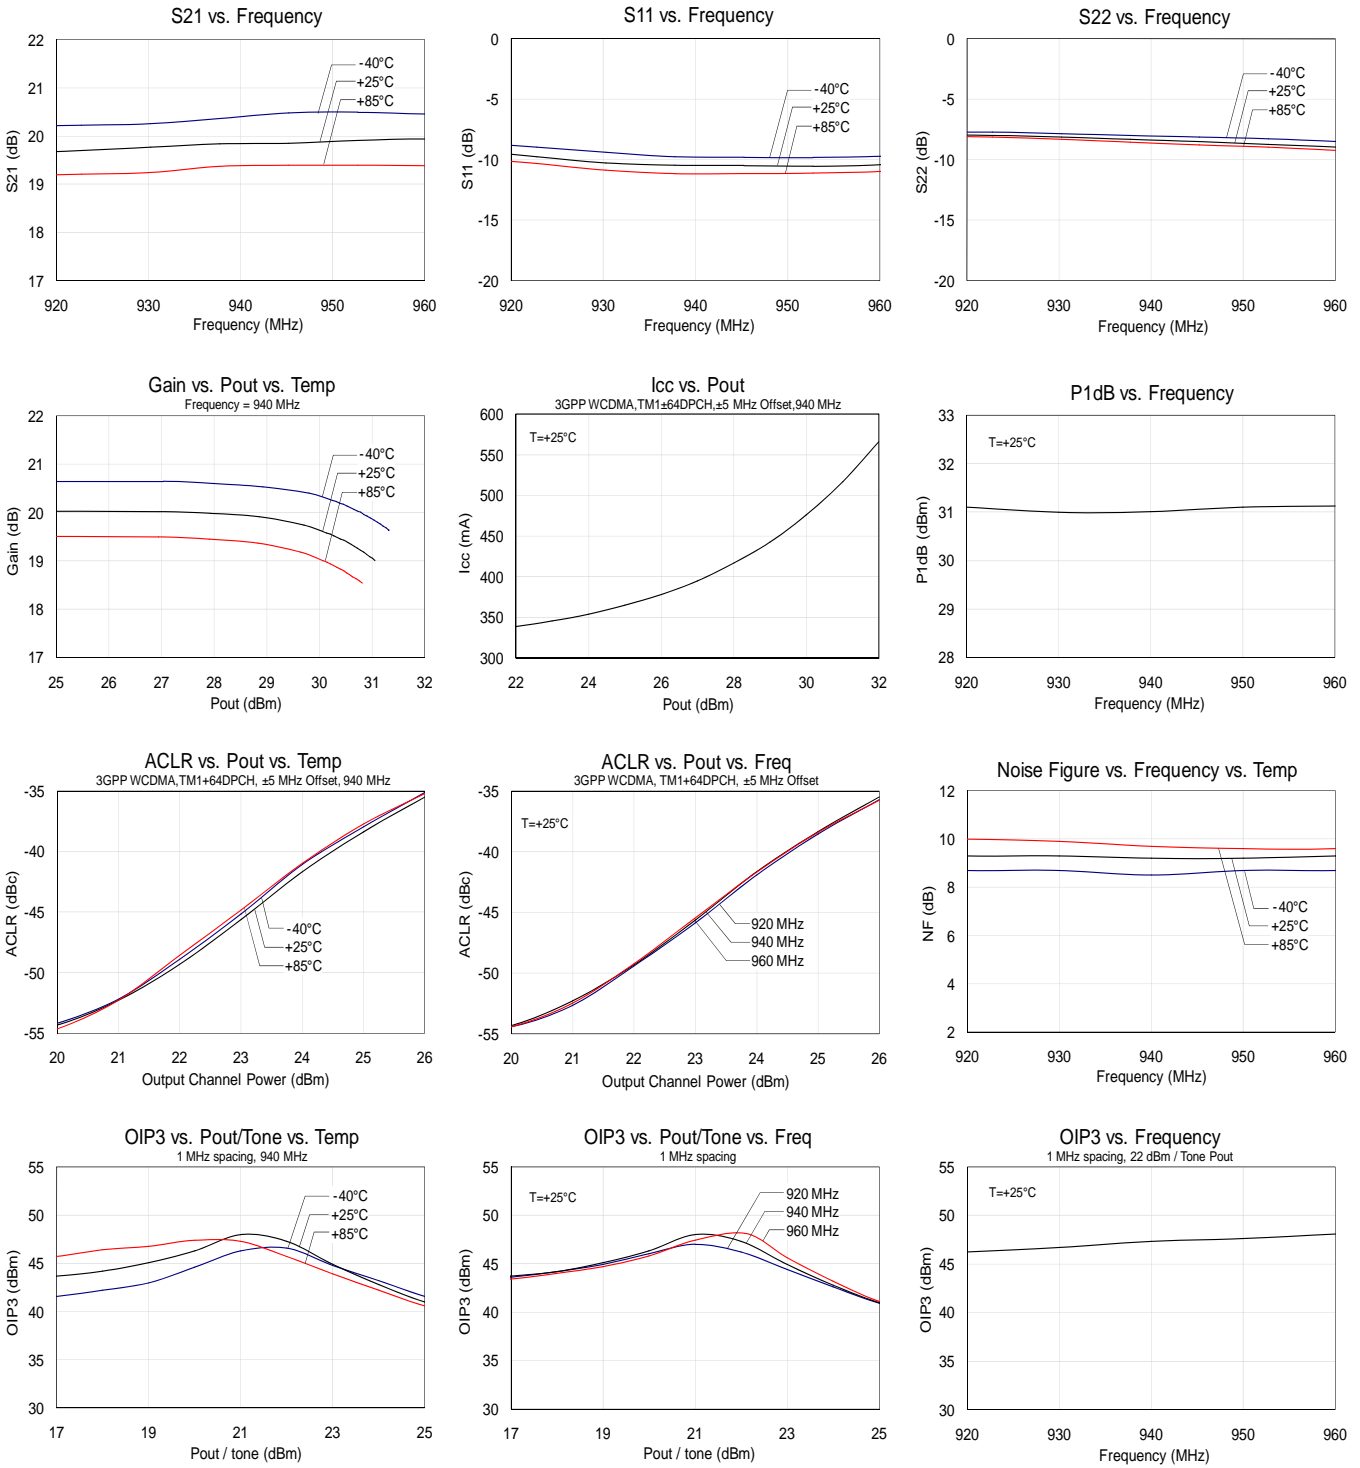 S21 vs. Frequency
22
21
20
19
18
17
S21 (dB)
-40°C
+25°C
+85°C
920
930
940
950
960
Frequency (MHz)
S11 vs. Frequency
0
-5
-10
-15
-20
S11 (dB)
-40°C
+25°C
+85°C
920
930
940
950
960
Frequency (MHz)
S22 vs. Frequency
0
-5
-10
-15
-20
S22 (dB)
-40°C
+25°C
+85°C
920
930
940
950
960
Frequency (MHz)
Gain vs. Pout vs. Temp
Frequency = 940 MHz
22
21
20
19
18
17
Gain (dB)
-40°C
+25°C
+85°C
25
26
27
28
29
30
31
32
Pout (dBm)
Icc vs. Pout
3GPP WCDMA,TM1±64DPCH,±5 MHz Offset,940 MHz
600
550
500
450
400
350
300
Icc (mA)
T=+25°C
22
24
26
28
30
32
Pout (dBm)
P1dB vs. Frequency
33
32
31
30
29
28
P1dB (dBm)
T=+25°C
920
930
940
950
960
Frequency (MHz)
ACLR vs. Pout vs. Temp
3GPP WCDMA,TM1+64DPCH, ±5 MHz Offset, 940 MHz
-35
-40
-45
-50
-55
ACLR (dBc)
-40°C
+25°C
+85°C
20
21
22
23
24
25
26
Output Channel Power (dBm)
ACLR vs. Pout vs. Freq
3GPP WCDMA, TM1+64DPCH, ±5 MHz Offset
-35
-40
-45
-50
-55
ACLR (dBc)
T=+25°C
920 MHz
940 MHz
960 MHz
20
21
22
23
24
25
26
Output Channel Power (dBm)
Noise Figure vs. Frequency vs. Temp
12
10
8
6
4
2
NF (dB)
-40°C
+25°C
+85°C
920
930
940
950
960
Frequency (MHz)
OIP3 vs. Pout/Tone vs. Temp
1 MHz spacing, 940 MHz
55
50
45
40
35
30
OIP3 (dBm)
-40°C
+25°C
+85°C
17
19
21
23
25
Pout / tone (dBm)
OIP3 vs. Pout/Tone vs. Freq
1 MHz spacing
55
50
45
40
35
30
OIP3 (dBm)
T=+25°C
920 MHz
940 MHz
960 MHz
17
19
21
23
25
Pout / tone (dBm)
OIP3 vs. Frequency
1 MHz spacing, 22 dBm / Tone Pout
55
50
45
40
35
30
OIP3 (dBm)
T=+25°C
920
930
940
950
960
Frequency (MHz)